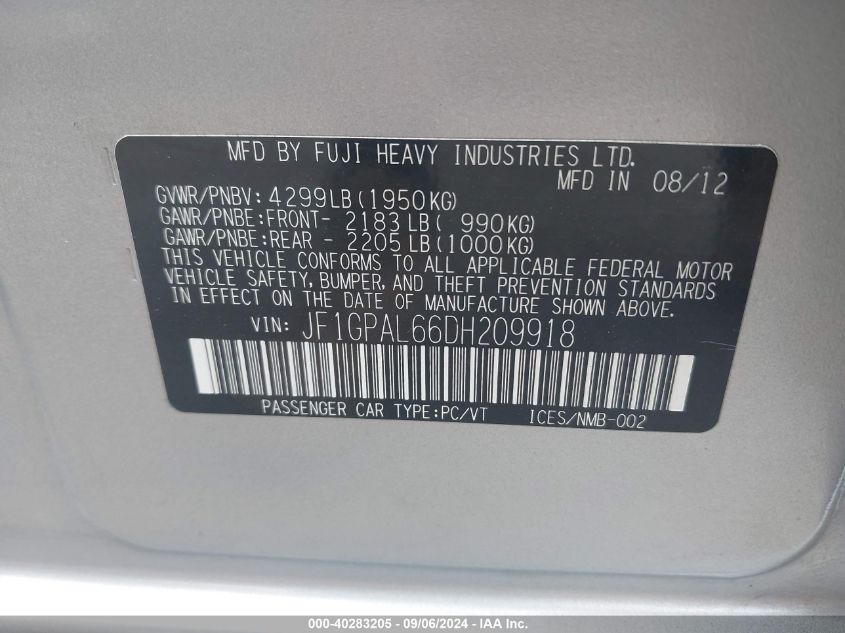 MFD BY FUJI HEAVY INDUSTRIES LTD.
MFD IN 08/12
GVWR/PNBV: 4299LB (1950KG)
GAWR/PNBE:FRONT- 2183LB ( 990KG)
GAWR/PNBE:REAR - 2205LB (1000KG)
THIS VEHICLE CONFORMS TO ALL APPLICABLE FEDERAL MOTOR
VEHICLE SAFETY, BUMPER, AND THEFT PREVENTION STANDARDS
IN EFFECT ON THE DATE OF MANUFACTURE SHOWN ABOVE.
VIN: JF1GPAL66DH209918
PASSENGER CAR TYPE:PC/VT ICES/NMB-002
000-40283205 - 09/06/2024 - IAA Inc.